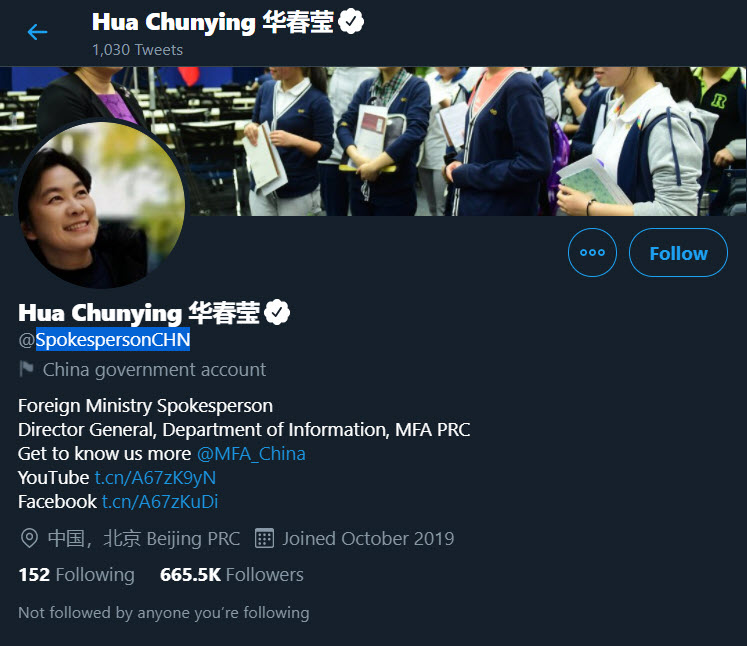 Hua Chunying 华春莹
1,030 Tweets
R
Follow
Hua Chunying 华春莹
@SpokespersonCHN
China government account
Foreign Ministry Spokesperson
Director General, Department of Information, MFA PRC
Get to know us more @MFA_China
YouTube t.cn/A67zK9yN
Facebook t.cn/A67zKuDi
中国，北京 Beijing PRC Joined October 2019
152 Following 665.5K Followers
Not followed by anyone you’re following